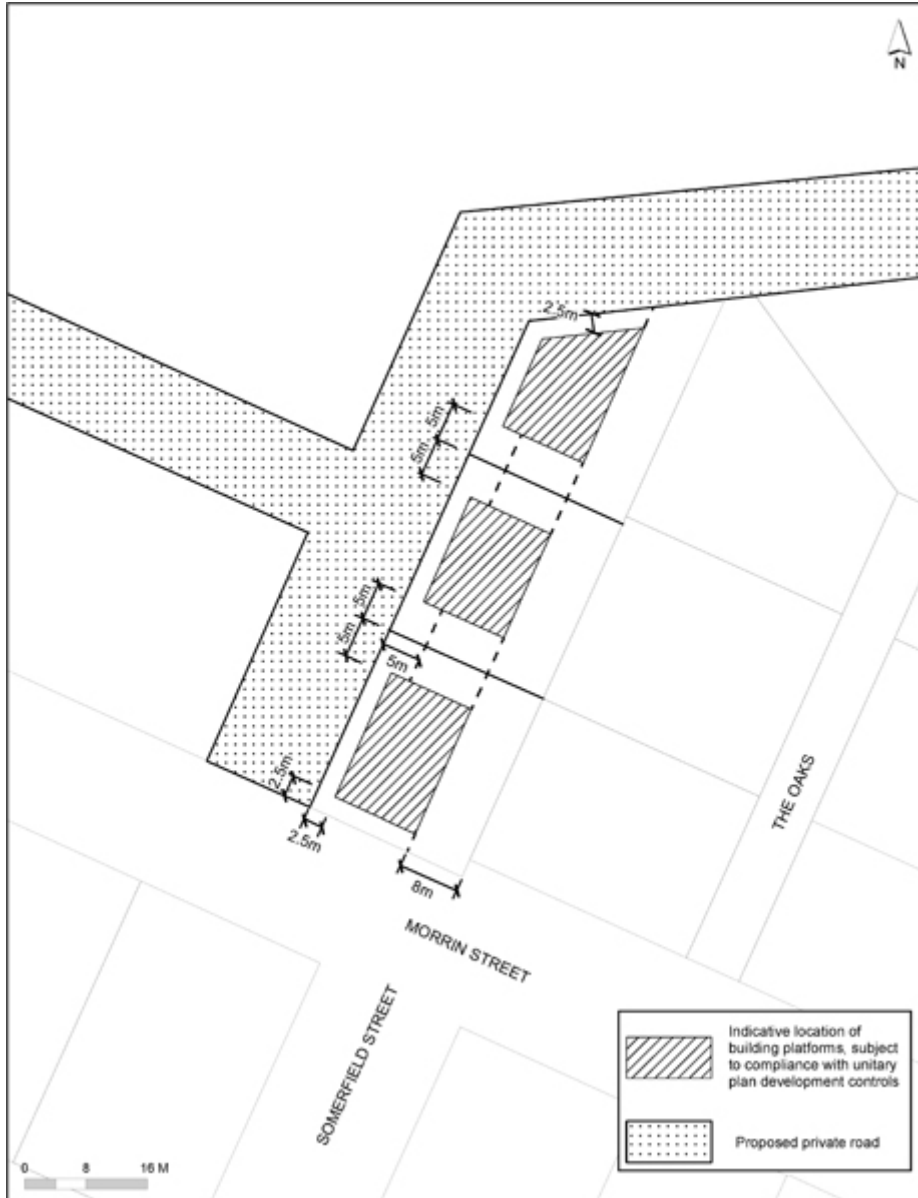 N
2.5m
5m
5m
5m
5m
5m
2.5m
2.5m
8m
THE OAKS
MORRIN STREET
SOMERFIELD STREET
Indicative location of
building platforms, subject
to compliance with unitary
plan development controls
Proposed private road
0 8 16 M